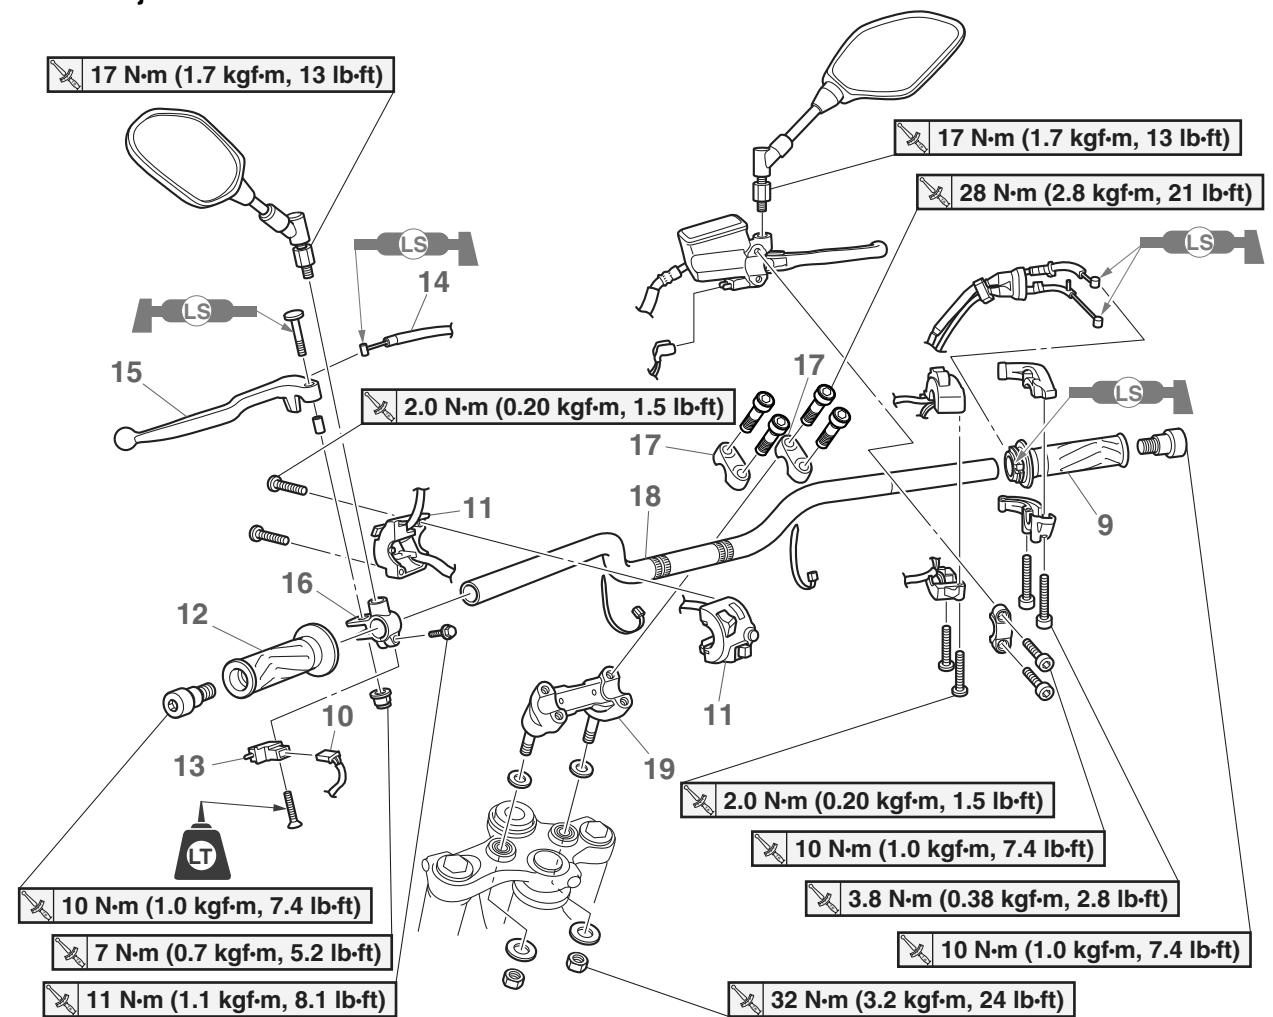 17 N·m (1.7 kgf·m, 13 lb·ft)
17 N·m (1.7 kgf·m, 13 lb·ft)
28 N·m (2.8 kgf·m, 21 lb·ft)
LS
LS
14
LS
15
17
LS
2.0 N·m (0.20 kgf·m, 1.5 lb·ft)
17
18
11
9
16
12
11
10
13
19
2.0 N·m (0.20 kgf·m, 1.5 lb·ft)
LT
10 N·m (1.0 kgf·m, 7.4 lb·ft)
10 N·m (1.0 kgf·m, 7.4 lb·ft)
3.8 N·m (0.38 kgf·m, 2.8 lb·ft)
7 N·m (0.7 kgf·m, 5.2 lb·ft)
10 N·m (1.0 kgf·m, 7.4 lb·ft)
11 N·m (1.1 kgf·m, 8.1 lb·ft)
32 N·m (3.2 kgf·m, 24 lb·ft)